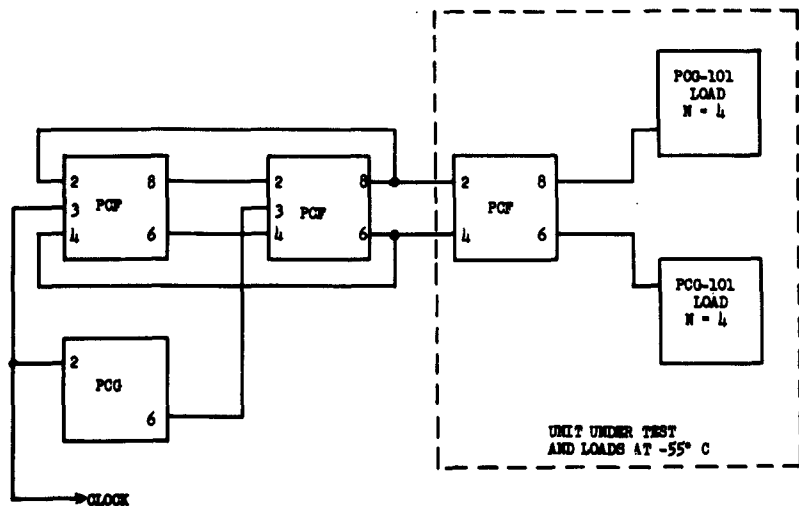 PCG-101
LOAD
N = 4
2 8
3
PCF
4 6
2 8
3
PCF
4 6
2 8
PCF
4 6
PCG-101
LOAD
N = 4
2
PCG
6
UNIT UNDER TEST
AND LOADS AT -55° C
CLOCK